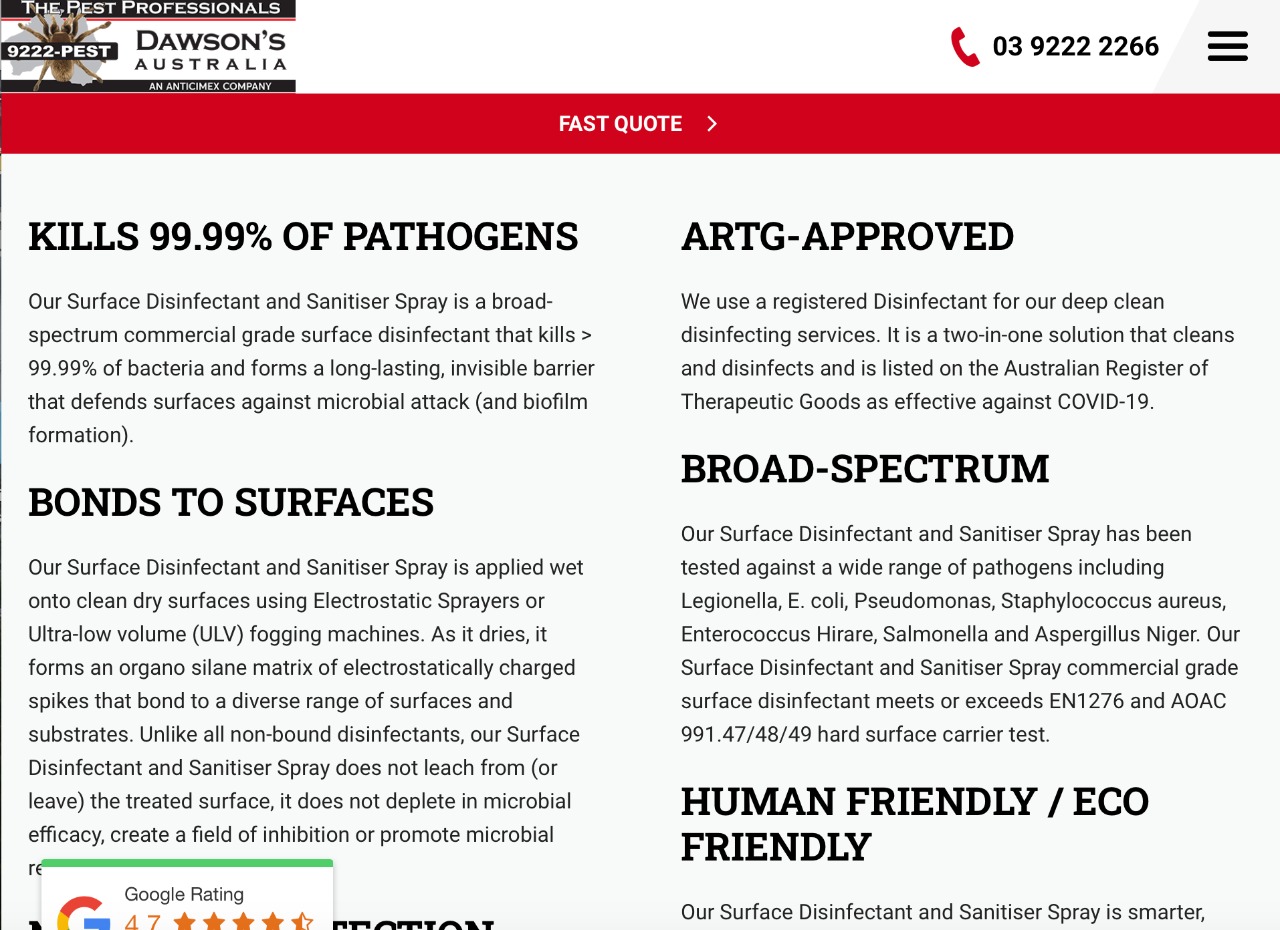 THE PEST PROFESSIONALS
9222-PEST
DAWSON'S
AUSTRALIA
AN ANTICIMEX COMPANY
03 9222 2266
FAST QUOTE
KILLS 99.99% OF PATHOGENS
Our Surface Disinfectant and Sanitiser Spray is a broad-
spectrum commercial grade surface disinfectant that kills >
99.99% of bacteria and forms a long-lasting, invisible barrier
that defends surfaces against microbial attack (and biofilm
formation).
BONDS TO SURFACES
Our Surface Disinfectant and Sanitiser Spray is applied wet
onto clean dry surfaces using Electrostatic Sprayers or
Ultra-low volume (ULV) fogging machines. As it dries, it
forms an organo silane matrix of electrostatically charged
spikes that bond to a diverse range of surfaces and
substrates. Unlike all non-bound disinfectants, our Surface
Disinfectant and Sanitiser Spray does not leach from (or
leave) the treated surface, it does not deplete in microbial
efficacy, create a field of inhibition or promote microbial
Google Rating
4.7
ARTG-APPROVED
We use a registered Disinfectant for our deep clean
disinfecting services. It is a two-in-one solution that cleans
and disinfects and is listed on the Australian Register of
Therapeutic Goods as effective against COVID-19.
BROAD-SPECTRUM
Our Surface Disinfectant and Sanitiser Spray has been
tested against a wide range of pathogens including
Legionella, E. coli, Pseudomonas, Staphylococcus aureus,
Enterococcus Hirare, Salmonella and Aspergillus Niger. Our
Surface Disinfectant and Sanitiser Spray commercial grade
surface disinfectant meets or exceeds EN1276 and AOAC
991.47/48/49 hard surface carrier test.
HUMAN FRIENDLY / ECO
FRIENDLY
Our Surface Disinfectant and Sanitiser Spray is smarter,